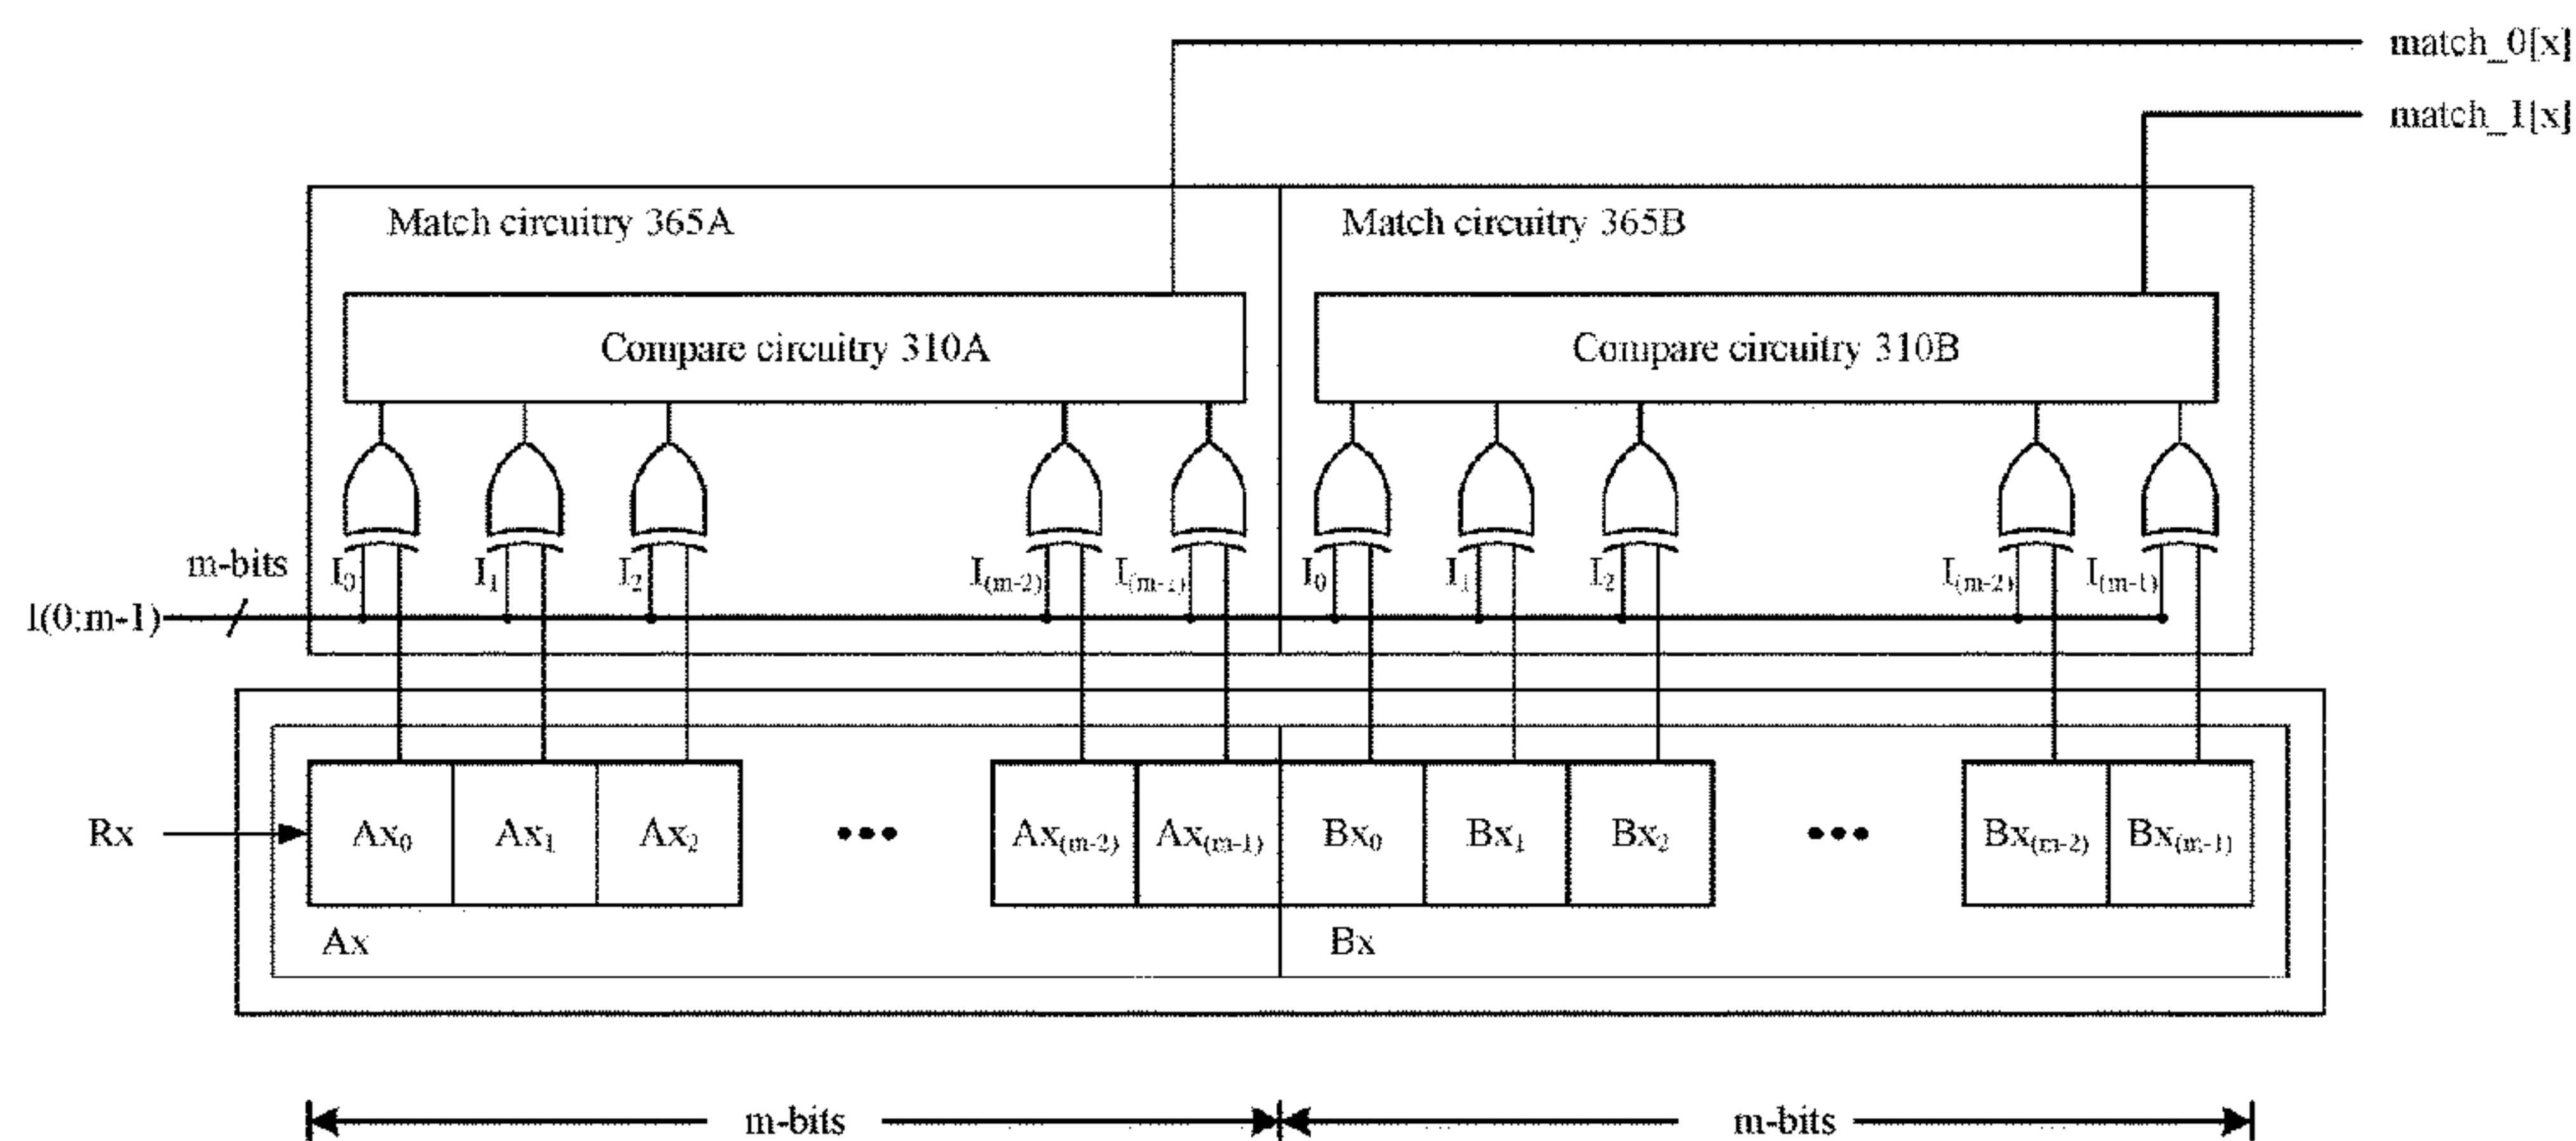 match_0[x]
match_1[x]
Match circuitry 365A Match circuitry 365B
Compare circuitry 310A Compare circuitry 310B
m-bits I0 I1 I2 I(m-2) I(m-1) I0 I1 I2 I(m-2) I(m-1)
I(0:m-1)
Rx Ax0 Ax1 Ax2 ••• Ax(m-2) Ax(m-1) Bx0 Bx1 Bx2 ••• Bx(m-2) Bx(m-1)
Ax Bx
m-bits m-bits